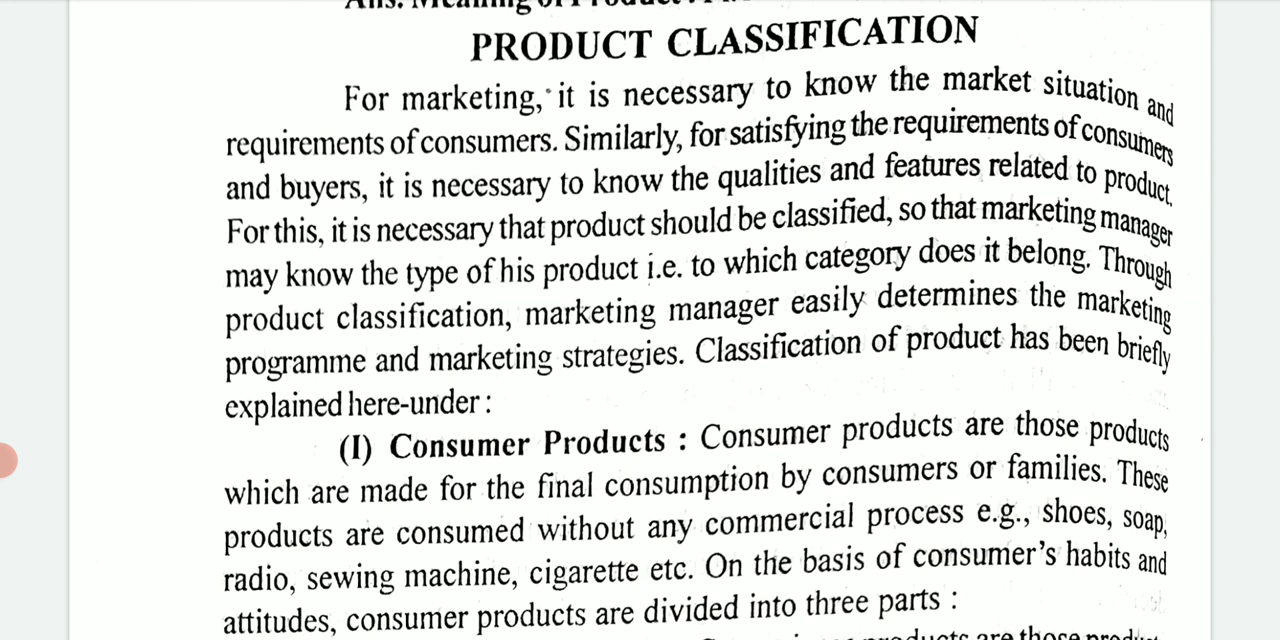 Ans. Meaning of Product :
PRODUCT CLASSIFICATION
For marketing, it is necessary to know the market situation and
requirements of consumers. Similarly, for satisfying the requirements of consumers
and buyers, it is necessary to know the qualities and features related to product.
For this, it is necessary that product should be classified, so that marketing manager
may know the type of his product i.e. to which category does it belong. Through
product classification, marketing manager easily determines the marketing
programme and marketing strategies. Classification of product has been briefly
explained here-under :
(I) Consumer Products : Consumer products are those products
which are made for the final consumption by consumers or families. These
products are consumed without any commercial process e.g., shoes, soap,
radio, sewing machine, cigarette etc. On the basis of consumer's habits and
attitudes, consumer products are divided into three parts :
products are those